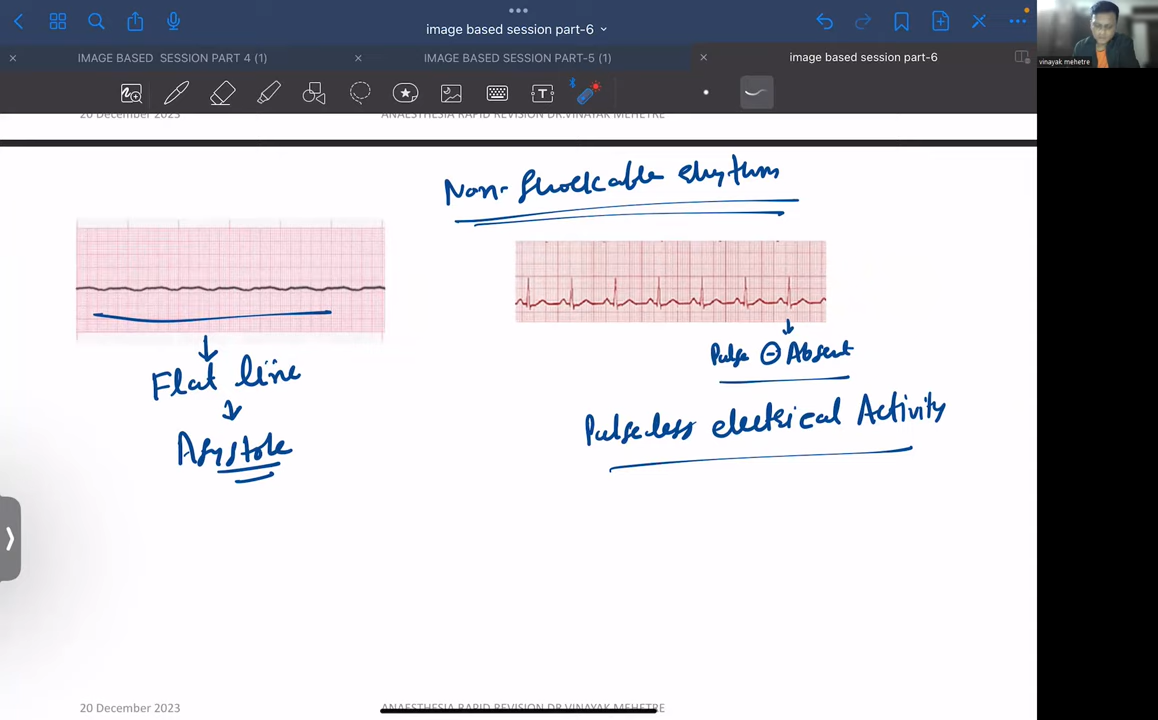 image based session part-6
IMAGE BASED SESSION PART 4 (1)
IMAGE BASED SESSION PART-5 (1)
image based session part-6
vinayak mehetre
20 December 2023
ANAESTHESIA RAPID REVISION DR.VINAYAK MEHETRE
Non-Shockable rhythm
Flat line
Asystole
Pulse ⊖ Absent
Pulseless electrical Activity
20 December 2023
ANAESTHESIA RAPID REVISION DR.VINAYAK MEHETRE